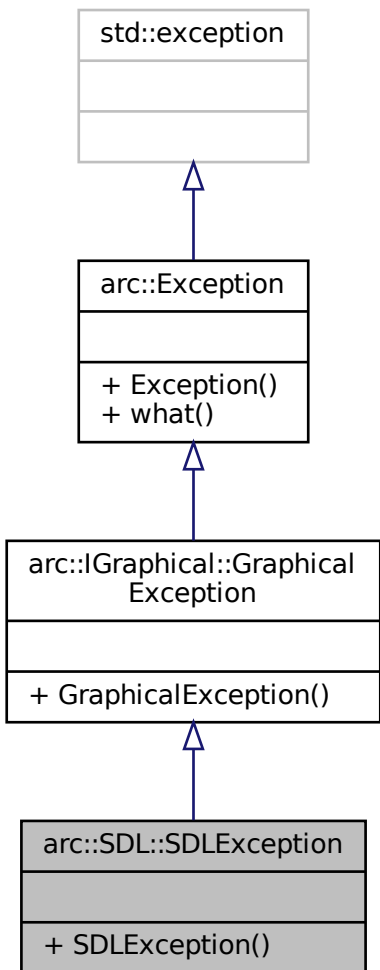 std::exception
arc::Exception
+ Exception()
+ what()
arc::IGraphical::Graphical
Exception
+ GraphicalException()
arc::SDL::SDLException
+ SDLException()